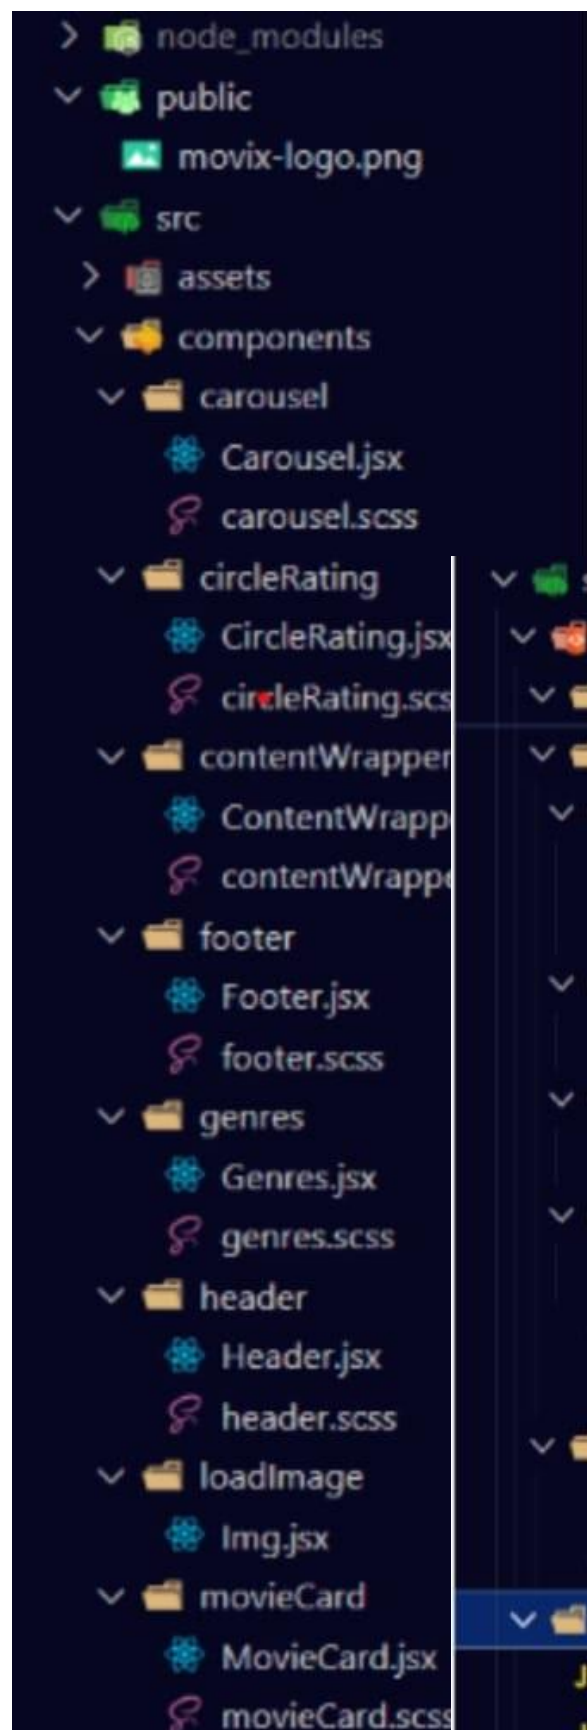 node_modules
public
movix-logo.png
src
assets
components
carousel
Carousel.jsx
carousel.scss
circleRating
CircleRating.jsx
circleRating.scs
contentWrapper
ContentWrapp
contentWrappe
footer
Footer.jsx
footer.scss
genres
Genres.jsx
genres.scss
header
Header.jsx
header.scss
loadImage
Img.jsx
movieCard
MovieCard.jsx
movieCard.scss